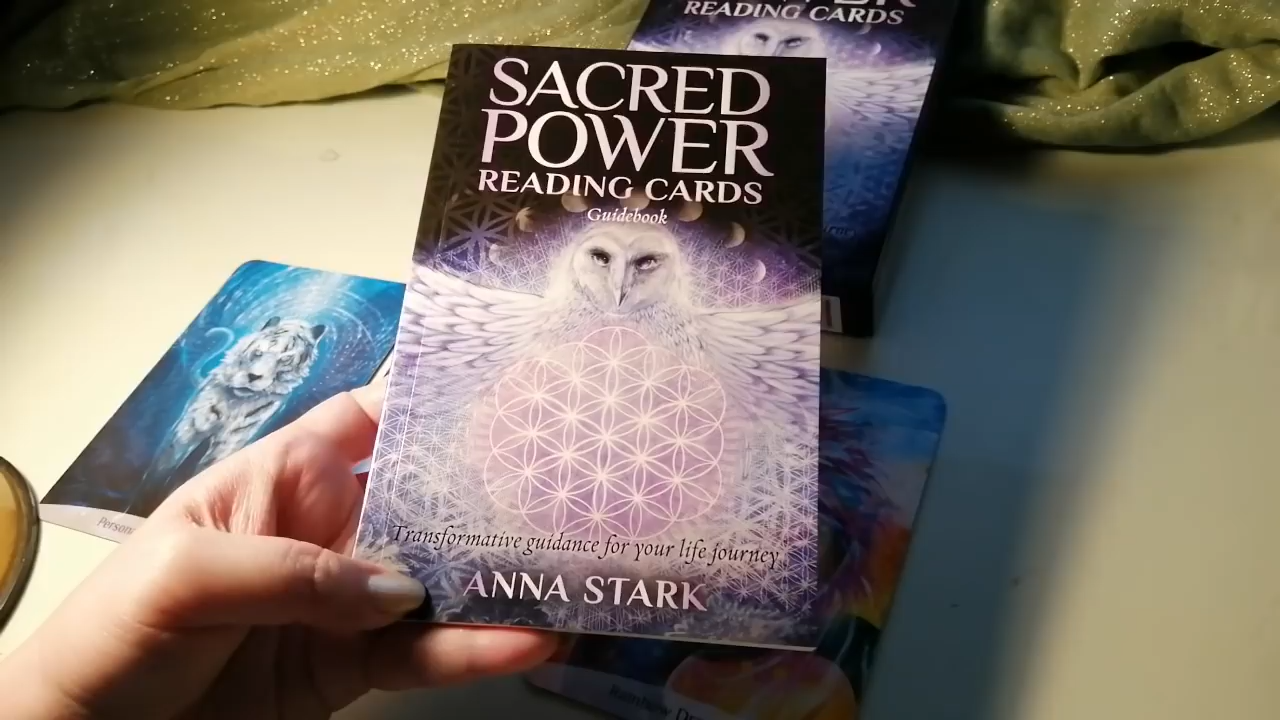 READING CARDS
SACRED
POWER
READING CARDS
Guidebook
Transformative guidance for your life journey
ANNA STARK